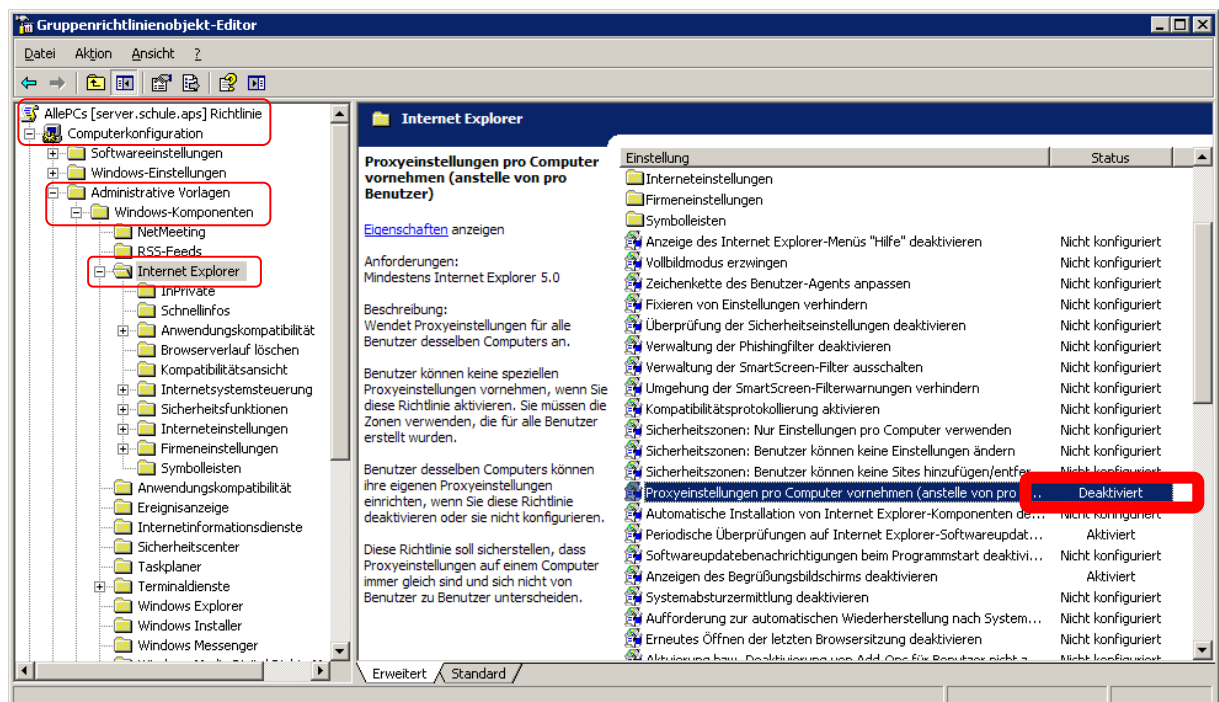 Gruppenrichtlinienobjekt-Editor
Datei Aktion Ansicht ?
AllePCs [server.schule.aps] Richtlinie
Computerkonfiguration
Softwareeinstellungen
Windows-Einstellungen
Administrative Vorlagen
Windows-Komponenten
NetMeeting
RSS-Feeds
Internet Explorer
InPrivate
Schnellinfos
Anwendungskompatibilität
Browserverlauf löschen
Kompatibilitätsansicht
Internetsystemsteuerung
Sicherheitsfunktionen
Interneteinstellungen
Firmeneinstellungen
Symbolleisten
Anwendungskompatibilität
Ereignisanzeige
Internetinformationsdienste
Sicherheitscenter
Taskplaner
Terminaldienste
Windows Explorer
Windows Installer
Windows Messenger
Internet Explorer
Proxyeinstellungen pro Computer
vornehmen (anstelle von pro
Benutzer)
Eigenschaften anzeigen
Anforderungen:
Mindestens Internet Explorer 5.0
Beschreibung:
Wendet Proxyeinstellungen für alle
Benutzer desselben Computers an.
Benutzer können keine speziellen
Proxyeinstellungen vornehmen, wenn Sie
diese Richtlinie aktivieren. Sie müssen die
Zonen verwenden, die für alle Benutzer
erstellt wurden.
Benutzer desselben Computers können
ihre eigenen Proxyeinstellungen
einrichten, wenn Sie diese Richtlinie
deaktivieren oder sie nicht konfigurieren.
Diese Richtlinie soll sicherstellen, dass
Proxyeinstellungen auf einem Computer
immer gleich sind und sich nicht von
Benutzer zu Benutzer unterscheiden.
Einstellung Status
Interneteinstellungen
Firmeneinstellungen
Symbolleisten
Anzeige des Internet Explorer-Menüs "Hilfe" deaktivieren Nicht konfiguriert
Vollbildmodus erzwingen Nicht konfiguriert
Zeichenkette des Benutzer-Agents anpassen Nicht konfiguriert
Fixieren von Einstellungen verhindern Nicht konfiguriert
Überprüfung der Sicherheitseinstellungen deaktivieren Nicht konfiguriert
Verwaltung der Phishingfilter deaktivieren Nicht konfiguriert
Verwaltung der SmartScreen-Filter ausschalten Nicht konfiguriert
Umgehung der SmartScreen-Filterwarnungen verhindern Nicht konfiguriert
Kompatibilitätsprotokollierung aktivieren Nicht konfiguriert
Sicherheitszonen: Nur Einstellungen pro Computer verwenden Nicht konfiguriert
Sicherheitszonen: Benutzer können keine Einstellungen ändern Nicht konfiguriert
Sicherheitszonen: Benutzer können keine Sites hinzufügen/entfer... Nicht konfiguriert
Proxyeinstellungen pro Computer vornehmen (anstelle von pro ... Deaktiviert
Automatische Installation von Internet Explorer-Komponenten de... Nicht konfiguriert
Periodische Überprüfungen auf Internet Explorer-Softwareupdat... Aktiviert
Softwareupdatebenachrichtigungen beim Programmstart deaktivi... Nicht konfiguriert
Anzeigen des Begrüßungsbildschirms deaktivieren Aktiviert
Systemabsturzermittlung deaktivieren Nicht konfiguriert
Aufforderung zur automatischen Wiederherstellung nach System... Nicht konfiguriert
Erneutes Öffnen der letzten Browsersitzung deaktivieren Nicht konfiguriert
Erweitert Standard